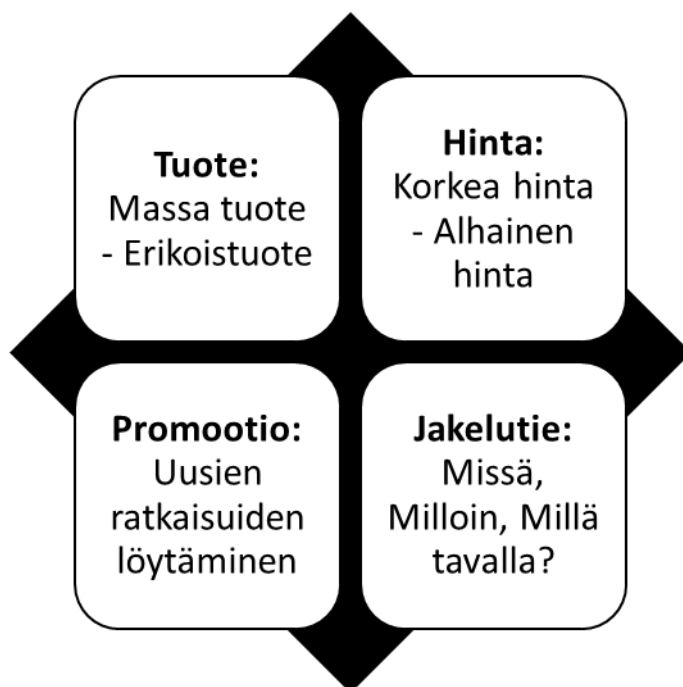 Tuote:
Massa tuote
- Erikoistuote
Hinta:
Korkea hinta
- Alhainen
hinta
Promootio:
Uusien
ratkaisuiden
löytäminen
Jakelutie:
Missä,
Milloin, Millä
tavalla?